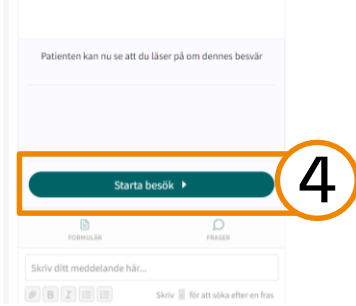 Patienten kan nu se att du läser på om dennes besvär
Starta besök
4
FORMULÄR
FRASER
Skriv ditt meddelande här...
B I
Skriv för att söka efter en fras